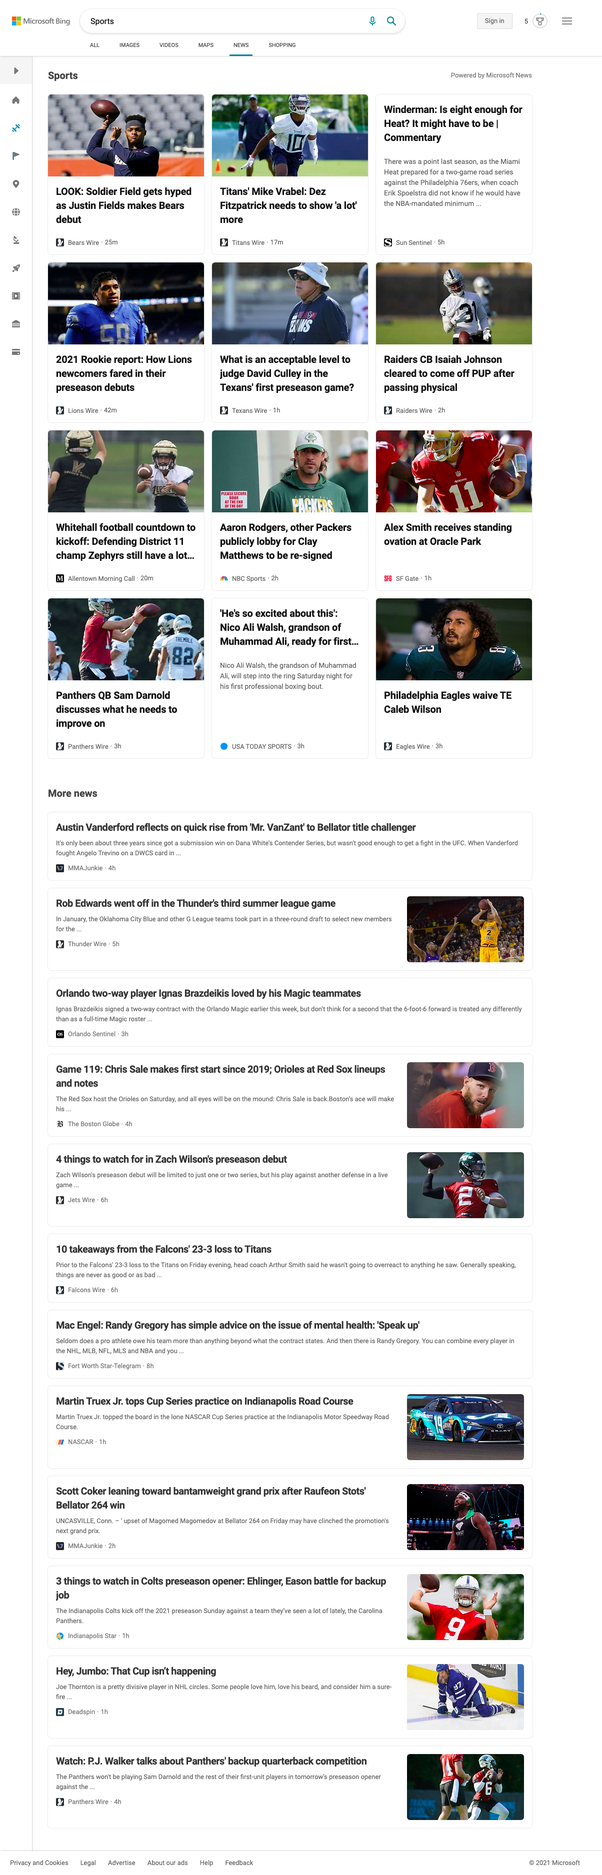 Microsoft Bing
Sports
Sign in
5
ALL
IMAGES
VIDEOS
MAPS
NEWS
SHOPPING
Sports
Powered by Microsoft News
LOOK: Soldier Field gets hyped
as Justin Fields makes Bears
debut
Bears Wire · 25m
Titans' Mike Vrabel: Dez
Fitzpatrick needs to show 'a lot'
more
Titans Wire · 17m
Winderman: Is eight enough for
Heat? It might have to be |
Commentary
There was a point last season, as the Miami
Heat prepared for a two-game road series
against the Philadelphia 76ers, when coach
Erik Spoelstra did not know if he would have
the NBA-mandated minimum ...
Sun Sentinel · 5h
2021 Rookie report: How Lions
newcomers fared in their
preseason debuts
Lions Wire · 42m
What is an acceptable level to
judge David Culley in the
Texans' first preseason game?
Texans Wire · 1h
Raiders CB Isaiah Johnson
cleared to come off PUP after
passing physical
Raiders Wire · 2h
Whitehall football countdown to
kickoff: Defending District 11
champ Zephyrs still have a lot...
Allentown Morning Call · 20m
Aaron Rodgers, other Packers
publicly lobby for Clay
Matthews to be re-signed
NBC Sports · 2h
Alex Smith receives standing
ovation at Oracle Park
SF Gate · 1h
Panthers QB Sam Darnold
discusses what he needs to
improve on
Panthers Wire · 3h
'He's so excited about this':
Nico Ali Walsh, grandson of
Muhammad Ali, ready for first...
Nico Ali Walsh, the grandson of Muhammad
Ali, will step into the ring Saturday night for
his first professional boxing bout.
USA TODAY SPORTS · 3h
Philadelphia Eagles waive TE
Caleb Wilson
Eagles Wire · 3h
More news
Austin Vanderford reflects on quick rise from 'Mr. VanZant' to Bellator title challenger
It's only been about three years since got a submission win on Dana White's Contender Series, but wasn't good enough to get a fight in the UFC. When Vanderford
fought Angelo Trevino on a DWCS card in ...
MMAJunkie · 4h
Rob Edwards went off in the Thunder's third summer league game
In January, the Oklahoma City Blue and other G League teams took part in a three-round draft to select new members
for the ...
Thunder Wire · 5h
Orlando two-way player Ignas Brazdeikis loved by his Magic teammates
Ignas Brazdeikis signed a two-way contract with the Orlando Magic earlier this week, but don't think for a second that the 6-foot-6 forward is treated any differently
than as a full-time Magic roster ...
Orlando Sentinel · 3h
Game 119: Chris Sale makes first start since 2019; Orioles at Red Sox lineups
and notes
The Red Sox host the Orioles on Saturday, and all eyes will be on the mound: Chris Sale is back.Boston's ace will make
his ...
The Boston Globe · 4h
4 things to watch for in Zach Wilson's preseason debut
Zach Wilson's preseason debut will be limited to just one or two series, but his play against another defense in a live
game ...
Jets Wire · 6h
10 takeaways from the Falcons' 23-3 loss to Titans
Prior to the Falcons' 23-3 loss to the Titans on Friday evening, head coach Arthur Smith said he wasn't going to overreact to anything he saw. Generally speaking,
things are never as good or as bad ...
Falcons Wire · 6h
Mac Engel: Randy Gregory has simple advice on the issue of mental health: 'Speak up'
Seldom does a pro athlete owe his team more than anything beyond what the contract states. And then there is Randy Gregory. You can combine every player in
the NHL, MLB, NFL, MLS and NBA and you ...
Fort Worth Star-Telegram · 8h
Martin Truex Jr. tops Cup Series practice on Indianapolis Road Course
Martin Truex Jr. topped the board in the lone NASCAR Cup Series practice at the Indianapolis Motor Speedway Road
Course.
NASCAR · 1h
Scott Coker leaning toward bantamweight grand prix after Raufeon Stots'
Bellator 264 win
UNCASVILLE, Conn. – ' upset of Magomed Magomedov at Bellator 264 on Friday may have clinched the promotion's
next grand prix.
MMAJunkie · 2h
3 things to watch in Colts preseason opener: Ehlinger, Eason battle for backup
job
The Indianapolis Colts kick off the 2021 preseason Sunday against a team they've seen a lot of lately, the Carolina
Panthers.
Indianapolis Star · 1h
Hey, Jumbo: That Cup isn't happening
Joe Thornton is a pretty divisive player in NHL circles. Some people love him, love his beard, and consider him a sure-
fire ...
Deadspin · 1h
Watch: P.J. Walker talks about Panthers' backup quarterback competition
The Panthers won't be playing Sam Darnold and the rest of their first-unit players in tomorrow's preseason opener
against the ...
Panthers Wire · 4h
Privacy and Cookies
Legal
Advertise
About our ads
Help
Feedback
© 2021 Microsoft